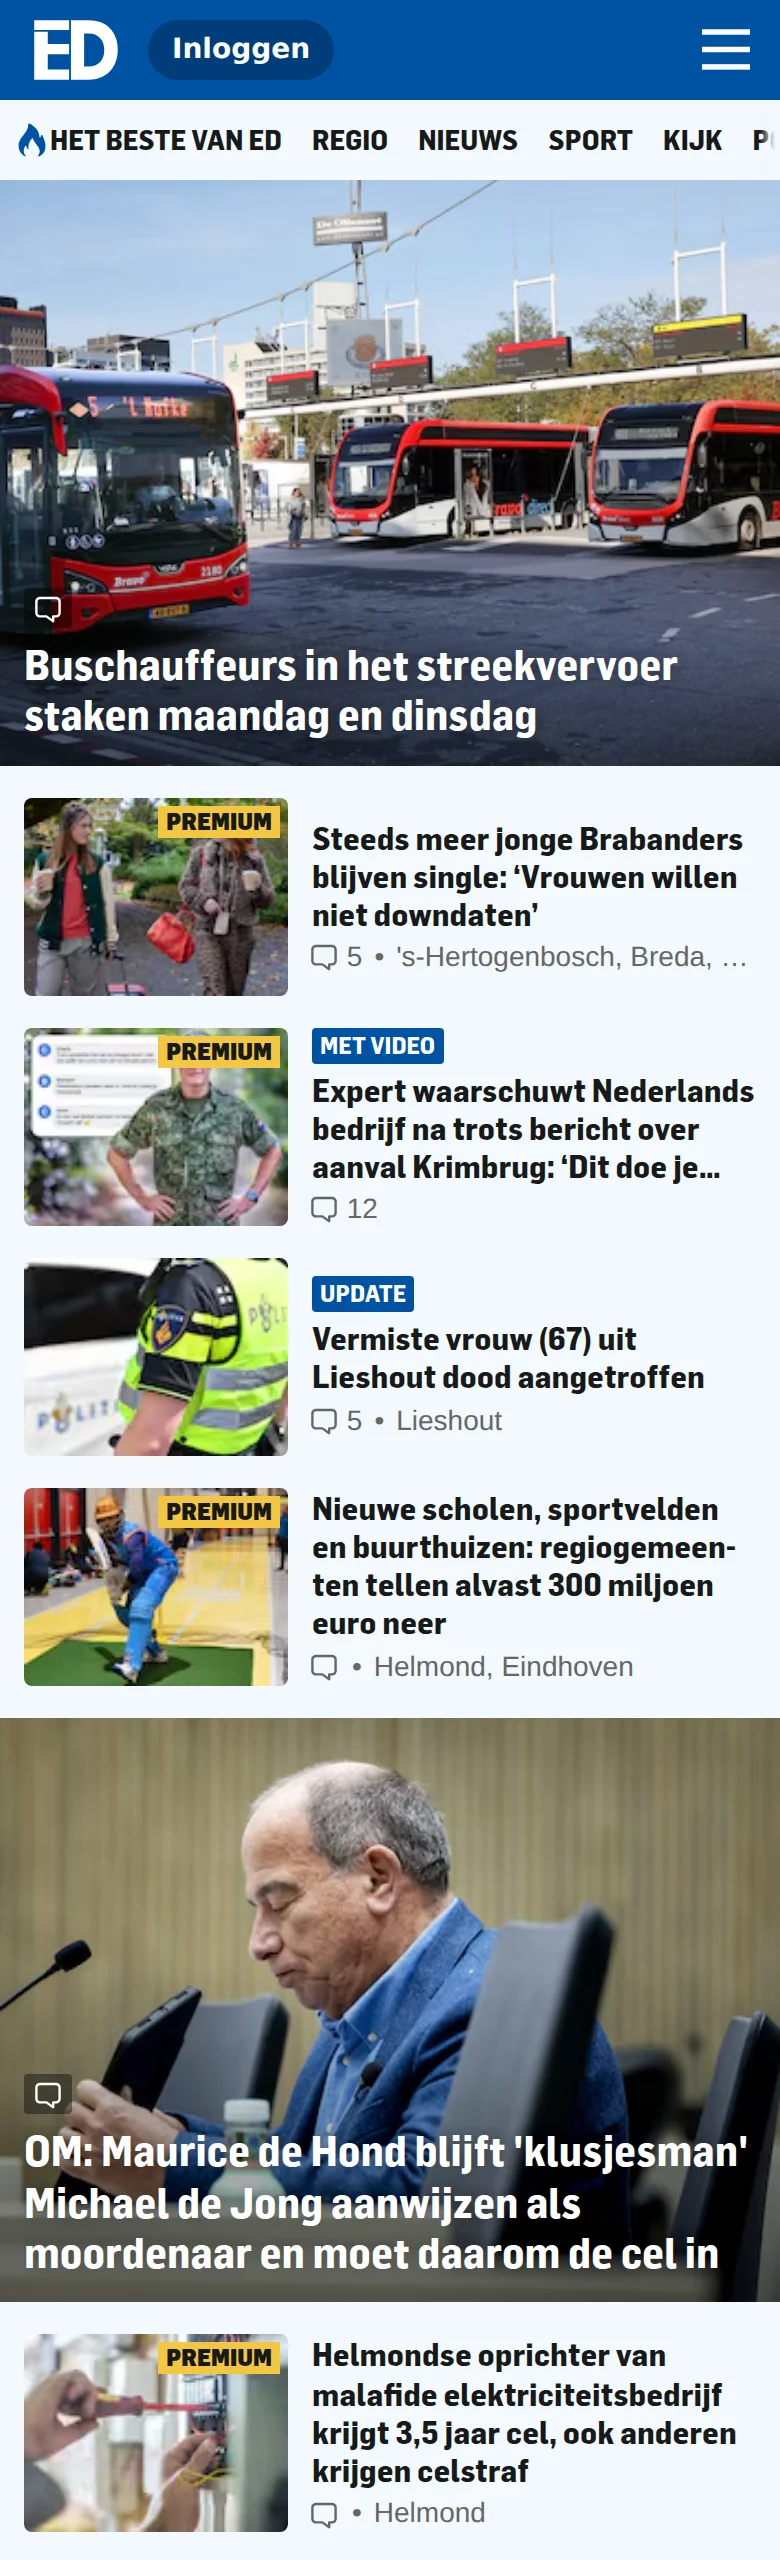 ED Inloggen
HET BESTE VAN ED REGIO NIEUWS SPORT KIJK
5 't Hofke
Bravo 2180
Buschauffeurs in het streekvervoer
staken maandag en dinsdag
PREMIUM
Steeds meer jonge Brabanders
blijven single: ‘Vrouwen willen
niet downdaten’
5 • 's-Hertogenbosch, Breda, …
PREMIUM
MET VIDEO
Expert waarschuwt Nederlands
bedrijf na trots bericht over
aanval Krimbrug: ‘Dit doe je…
12
UPDATE
Vermiste vrouw (67) uit
Lieshout dood aangetroffen
5 • Lieshout
PREMIUM
Nieuwe scholen, sportvelden
en buurthuizen: regiogemeen-
ten tellen alvast 300 miljoen
euro neer
• Helmond, Eindhoven
OM: Maurice de Hond blijft 'klusjesman'
Michael de Jong aanwijzen als
moordenaar en moet daarom de cel in
PREMIUM
Helmondse oprichter van
malafide elektriciteitsbedrijf
krijgt 3,5 jaar cel, ook anderen
krijgen celstraf
• Helmond